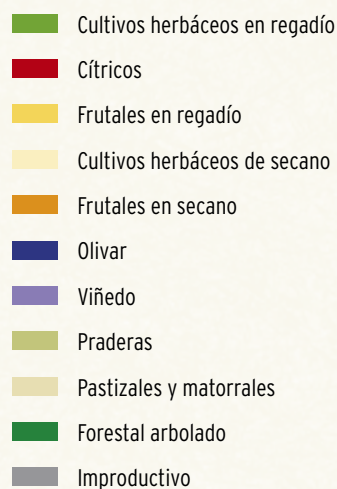 Cultivos herbáceos en regadío
Cítricos
Frutales en regadío
Cultivos herbáceos de secano
Frutales en secano
Olivar
Viñedo
Praderas
Pastizales y matorrales
Forestal arbolado
Improductivo